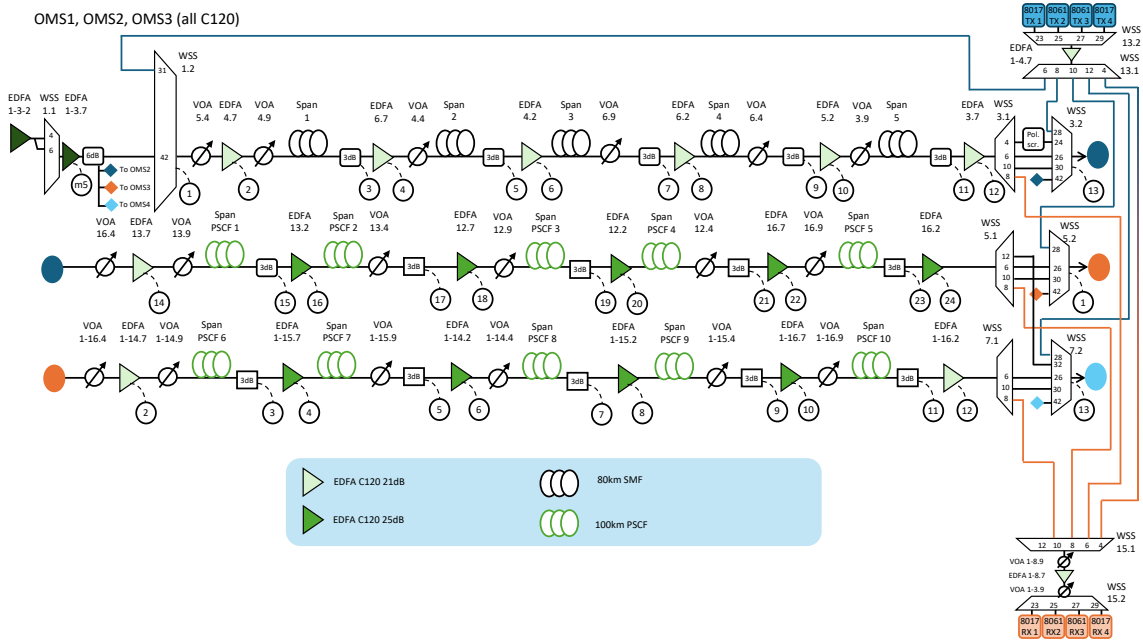 OMS1, OMS2, OMS3 (all C120)
8017 TX 1
8061 TX 2
8061 TX 3
8017 TX 4
23 25 27 29
WSS 13.2
EDFA 1-4.7
WSS 13.1
6 8 10 12 4
WSS 1.2
31
42
EDFA 1-3-2
WSS 1.1
EDFA 1-3.7
4
6
6dB
m5
To OMS2
To OMS3
To OMS4
VOA 5.4
EDFA 4.7
VOA 4.9
Span 1
EDFA 6.7
VOA 4.4
Span 2
EDFA 4.2
Span 3
VOA 6.9
EDFA 6.2
Span 4
VOA 6.4
EDFA 5.2
VOA 3.9
Span 5
EDFA 3.7
WSS 3.1
WSS 3.2
3dB 3dB 3dB 3dB 3dB
4
6
10
8
Pol. scr.
28
24
26
30
42
1 2 3 4 5 6 7 8 9 10 11 12 13
VOA 16.4
EDFA 13.7
VOA 13.9
Span PSCF 1
EDFA 13.2
Span PSCF 2
VOA 13.4
EDFA 12.7
VOA 12.9
Span PSCF 3
EDFA 12.2
Span PSCF 4
VOA 12.4
EDFA 16.7
VOA 16.9
Span PSCF 5
EDFA 16.2
WSS 5.1
WSS 5.2
3dB 3dB 3dB 3dB 3dB
12
6
10
8
28
26
30
42
14 15 16 17 18 19 20 21 22 23 24 1
VOA 1-16.4
EDFA 1-14.7
VOA 1-14.9
Span PSCF 6
EDFA 1-15.7
Span PSCF 7
VOA 1-15.9
EDFA 1-14.2
VOA 1-14.4
Span PSCF 8
EDFA 1-15.2
Span PSCF 9
VOA 1-15.4
EDFA 1-16.7
VOA 1-16.9
Span PSCF 10
EDFA 1-16.2
WSS 7.1
WSS 7.2
3dB 3dB 3dB 3dB 3dB
6
10
8
28
32
26
30
42
2 3 4 5 6 7 8 9 10 11 12 13
EDFA C120 21dB
80km SMF
EDFA C120 25dB
100km PSCF
12 10 8 6 4
WSS 15.1
VOA 1-8.9
EDFA 1-8.7
VOA 1-3.9
WSS 15.2
23 25 27 29
8017 RX 1
8061 RX2
8061 RX3
8017 RX 4